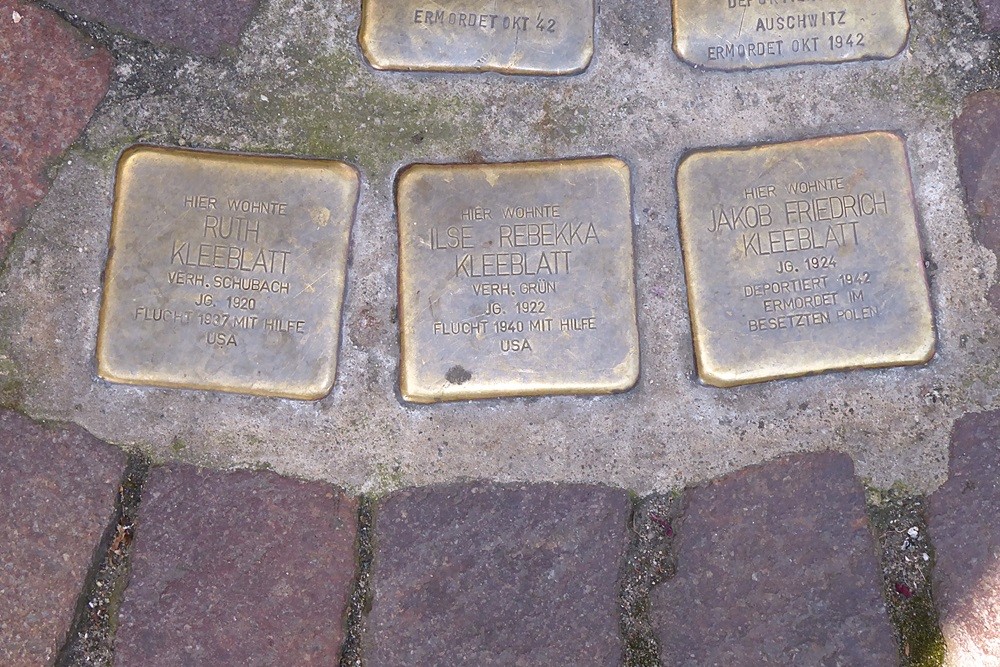 ERMORDET OKT 42
AUSCHWITZ
ERMORDET OKT 1942
HIER WOHNTE
RUTH
KLEEBLATT
VERH. SCHUBACH
JG. 1920
FLUCHT 1937 MIT HILFE
USA
HIER WOHNTE
ILSE REBEKKA
KLEEBLATT
VERH. GRÜN
JG. 1922
FLUCHT 1940 MIT HILFE
USA
HIER WOHNTE
JAKOB FRIEDRICH
KLEEBLATT
JG. 1924
DEPORTIERT 1942
ERMORDET IM
BESETZTEN POLEN